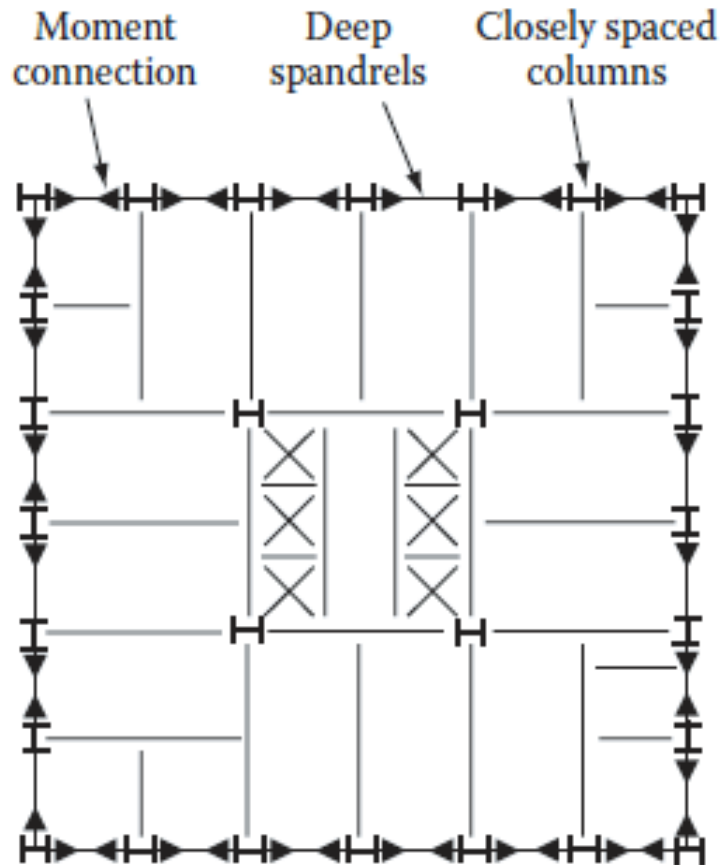 Moment
connection
Deep
spandrels
Closely spaced
columns